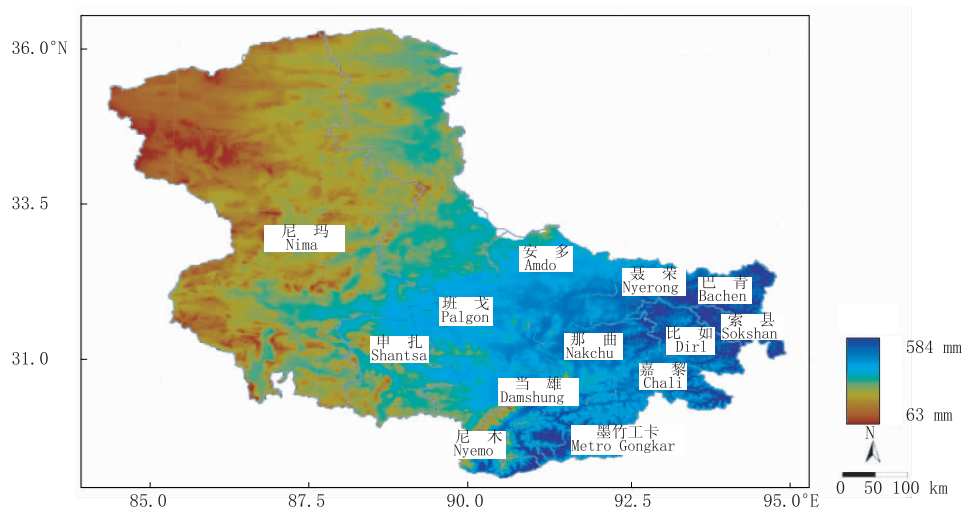 36.0°N
33.5
31.0
尼 玛
Nima
安 多
Amdo
聂 荣
Nyerong
巴 青
Bachen
班 戈
Palgon
索 县
Sokshan
申 扎
Shantsa
那 曲
Nakchu
比 如
Dirl
嘉 黎
Chali
当 雄
Damshung
尼 木
Nyemo
墨竹工卡
Metro Gongkar
584 mm
63 mm
N
0 50 100 km
85.0 87.5 90.0 92.5 95.0°E